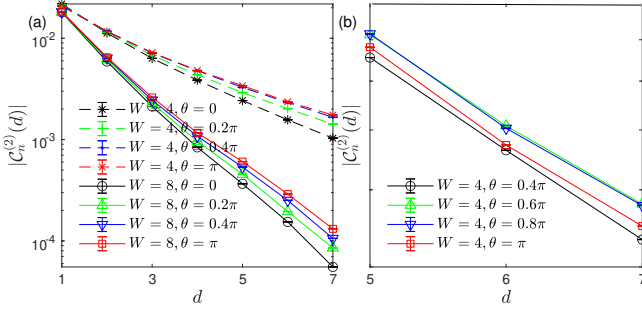 (a)
|C_n^{(2)}(d)|
10^{-2}
10^{-3}
10^{-4}
W = 4, θ = 0
W = 4, θ = 0.2π
W = 4, θ = 0.4π
W = 4, θ = π
W = 8, θ = 0
W = 8, θ = 0.2π
W = 8, θ = 0.4π
W = 8, θ = π
1 3 5 7
d
(b)
|C_n^{(2)}(d)|
W = 4, θ = 0.4π
W = 4, θ = 0.6π
W = 4, θ = 0.8π
W = 4, θ = π
5 6 7
d